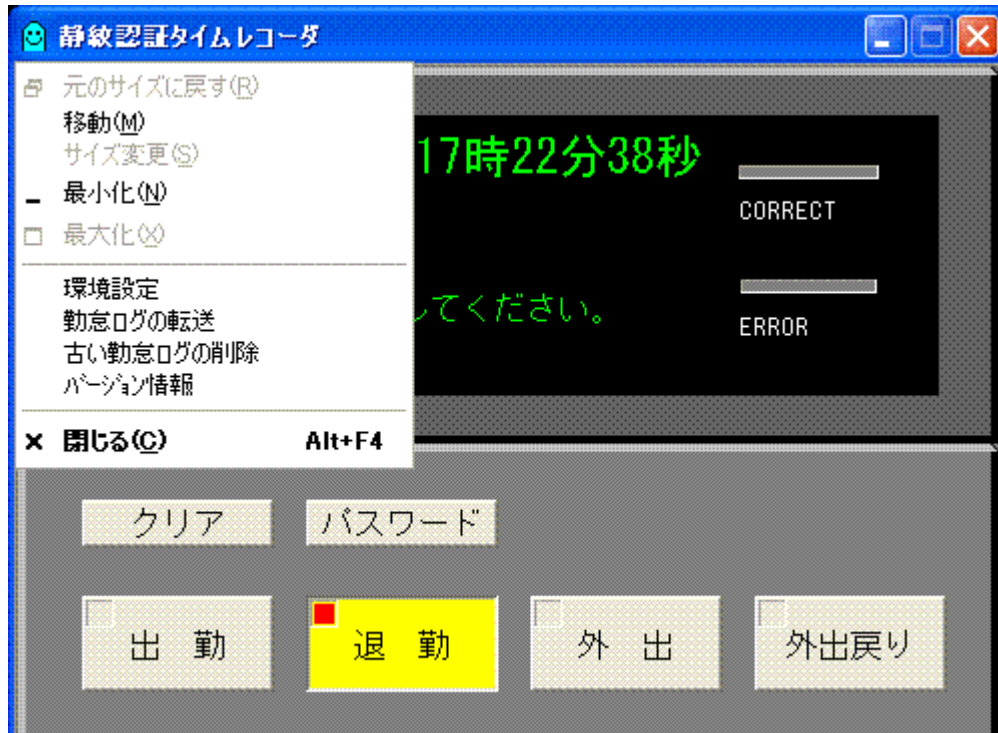 静紋認証タイムレコーダ
元のサイズに戻す(R)
移動(M)
サイズ変更(S)
最小化(N)
最大化(X)
環境設定
勤怠ログの転送
古い勤怠ログの削除
バージョン情報
閉じる(C) Alt+F4
17時22分38秒
CORRECT
してください。
ERROR
クリア
パスワード
出 勤
退 勤
外 出
外出戻り